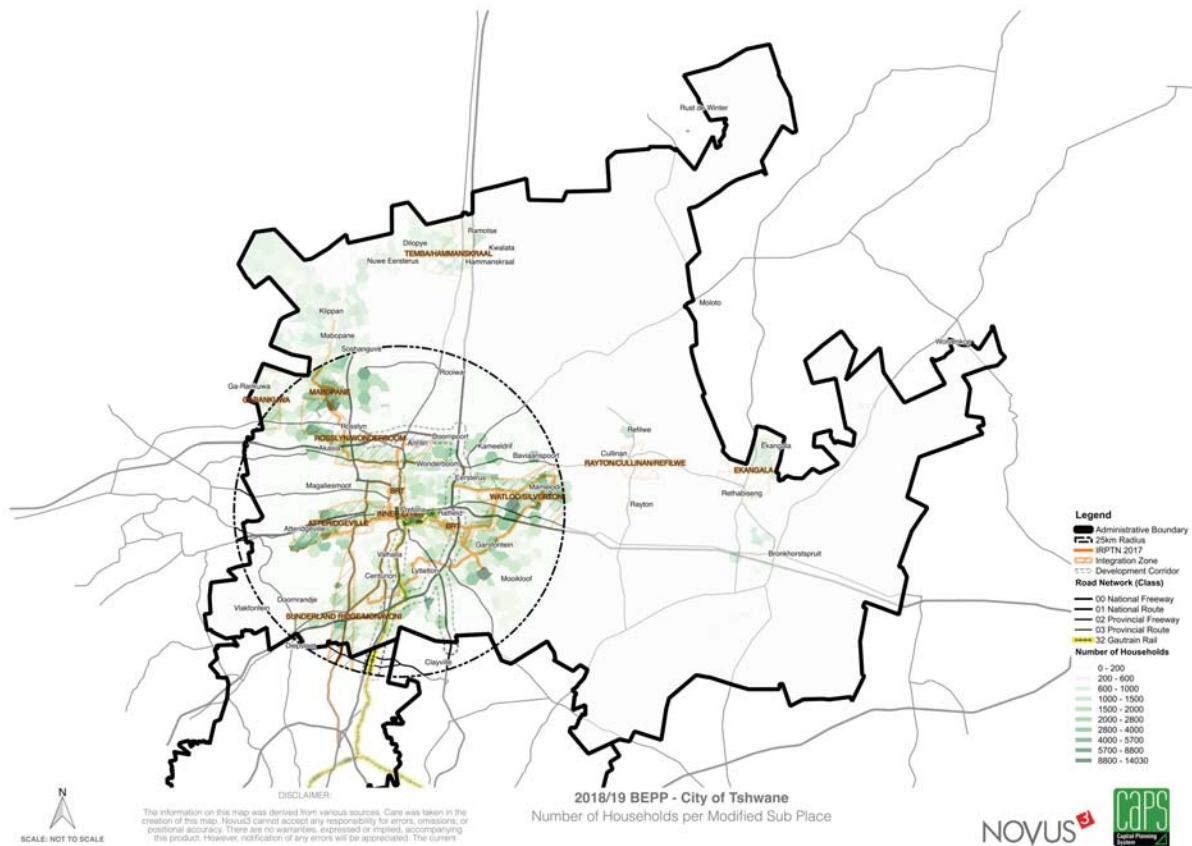 Rust de Winter
Ramotse
Dilopye
Kwalata
TEMBA/HAMMANSKRAAL
Nuwe Eersterus
Hammanskraal
Moloto
Klippan
Mabopane
Soshanguve
Rooiwal
Ga-Rankuwa
MABOPANE
GARANKUWA
Rosslyn
ROSSLYN/WONDERBOOM
Doornpoort
Akasia
Kameeldrif
Refilwe
Ekangala
Wonderboom
Baviaanspoort
Cullinan
RAYTON/CULLINAN/REFILWE
EKANGALA
Eersterus
Magaliesmoot
Mamelodi
BRT
WATLOO/SILVERTON
Rethabiseng
Rayton
Pretoria
Hatfield
ATTERIDGEVILLE
Atteridgeville
BRT
Garsfontein
Bronkhorstspruit
Valhalla
Lyttelton
Centurion
Mooikloof
Doornrandje
Vlakfontein
SUNDERLAND RIDGE/MONAVONI
Diepsloot
Clayville
Legend
Administrative Boundary
25km Radius
IRPTN 2017
Integration Zone
Development Corridor
Road Network (Class)
00 National Freeway
01 National Route
02 Provincial Freeway
03 Provincial Route
32 Gautrain Rail
Number of Households
0 - 200
200 - 600
600 - 1000
1000 - 1500
1500 - 2000
2000 - 2800
2800 - 4000
4000 - 5700
5700 - 8800
8800 - 14030
N
SCALE: NOT TO SCALE
DISCLAIMER:
The information on this map was derived from various sources. Care was taken in the
creation of this map. Novus3 cannot accept any responsibility for errors, omissions, or
positional accuracy. There are no warranties, expressed or implied, accompanying
this product. However, notification of any errors will be appreciated. The current
2018/19 BEPP - City of Tshwane
Number of Households per Modified Sub Place
NOVUS3
CAPS
Capital Planning
System